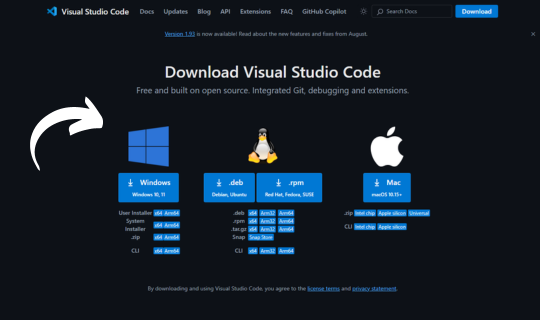 Visual Studio Code Docs Updates Blog API Extensions FAQ GitHub Copilot Search Docs Download
Version 1.93 is now available! Read about the new features and fixes from August.
Download Visual Studio Code
Free and built on open source. Integrated Git, debugging and extensions.
Windows
Windows 10, 11
.deb
Debian, Ubuntu
.rpm
Red Hat, Fedora, SUSE
Mac
macOS 10.15+
User Installer x64 Arm64
System Installer x64 Arm64
.zip x64 Arm64
CLI x64 Arm64
.deb x64 Arm32 Arm64
.rpm x64 Arm32 Arm64
.tar.gz x64 Arm32 Arm64
Snap Snap Store
CLI x64 Arm32 Arm64
.zip Intel chip Apple silicon Universal
CLI Intel chip Apple silicon
By downloading and using Visual Studio Code, you agree to the license terms and privacy statement.